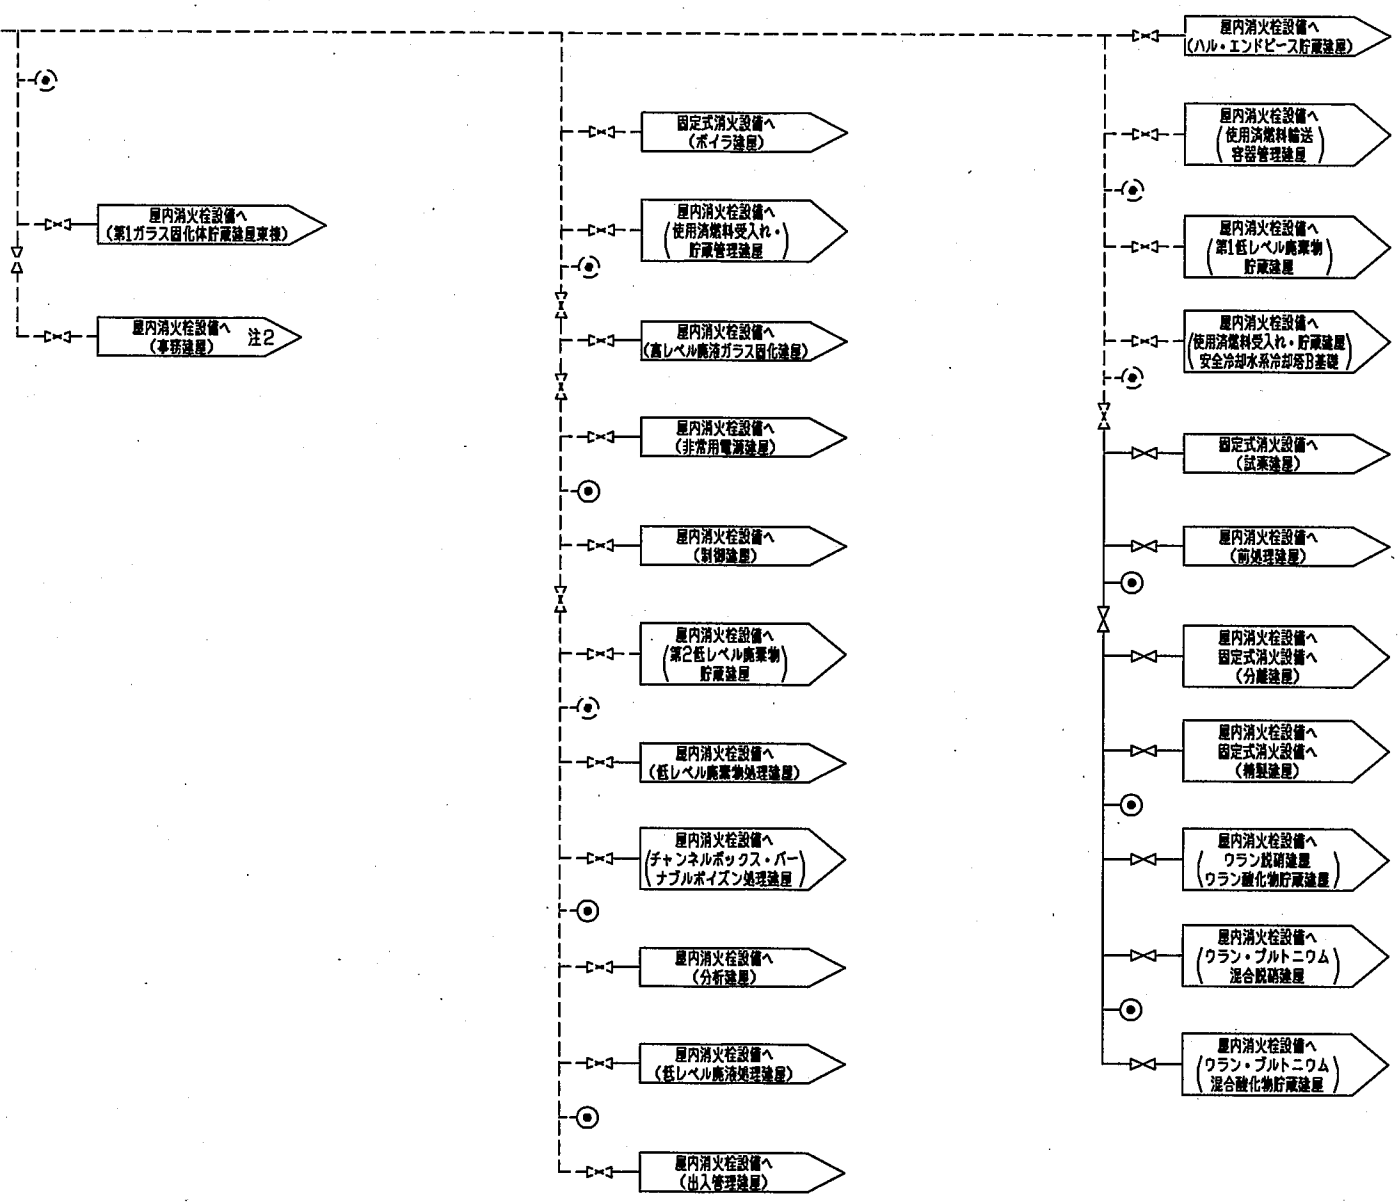 屋内消火栓設備へ
(第1ガラス固化体貯蔵建屋東棟)
屋内消火栓設備へ 注2
(事務建屋)
固定式消火設備へ
(ボイラ建屋)
屋内消火栓設備へ
(使用済燃料受入れ・
貯蔵管理建屋)
屋内消火栓設備へ
(高レベル廃液ガラス固化建屋)
屋内消火栓設備へ
(非常用電源建屋)
屋内消火栓設備へ
(制御建屋)
屋内消火栓設備へ
(第2低レベル廃棄物
貯蔵建屋)
屋内消火栓設備へ
(低レベル廃棄物処理建屋)
屋内消火栓設備へ
(チャンネルボックス・バー
ナブルポイズン処理建屋)
屋内消火栓設備へ
(分析建屋)
屋内消火栓設備へ
(低レベル廃液処理建屋)
屋内消火栓設備へ
(出入管理建屋)
屋内消火栓設備へ
(ハル・エンドピース貯蔵建屋)
屋内消火栓設備へ
(使用済燃料輸送
容器管理建屋)
屋内消火栓設備へ
(第1低レベル廃棄物
貯蔵建屋)
屋内消火栓設備へ
(使用済燃料受入れ・貯蔵建屋
安全冷却水系冷却塔B基礎)
固定式消火設備へ
(試薬建屋)
屋内消火栓設備へ
(前処理建屋)
屋内消火栓設備へ
固定式消火設備へ
(分離建屋)
屋内消火栓設備へ
固定式消火設備へ
(精製建屋)
屋内消火栓設備へ
(ウラン脱硝建屋
ウラン酸化物貯蔵建屋)
屋内消火栓設備へ
(ウラン・プルトニウム
混合脱硝建屋)
屋内消火栓設備へ
(ウラン・プルトニウム
混合酸化物貯蔵建屋)